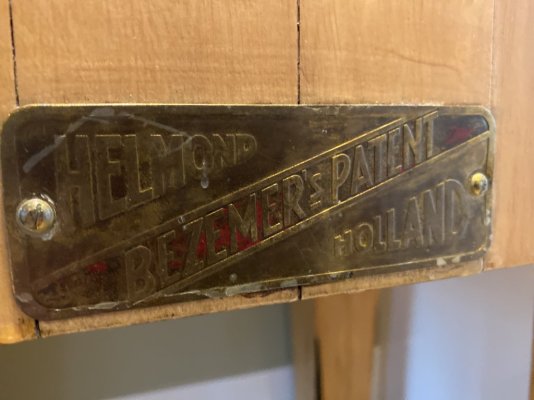 HELMOND
BEZEMER'S PATENT
HOLLAND